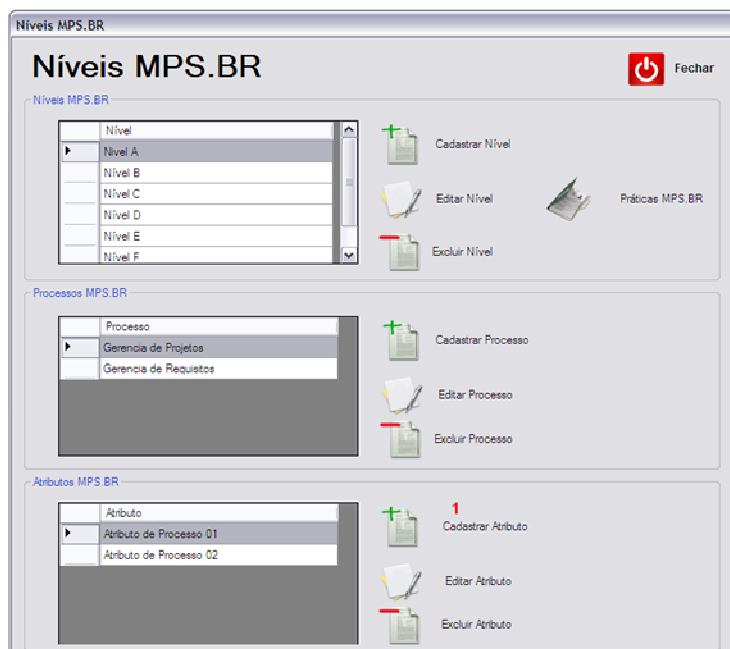 Níveis MPS.BR
Níveis MPS.BR
Fechar
Níveis MPS.BR
Nível
Nivel A
Nível B
Nível C
Nível D
Nível E
Nível F
Cadastrar Nível
Editar Nível
Práticas MPS.BR
Excluir Nível
Processos MPS.BR
Processo
Gerencia de Projetos
Gerencia de Requistos
Cadastrar Processo
Editar Processo
Excluir Processo
Atributos MPS.BR
Atributo
Atributo de Processo 01
Atributo de Processo 02
1
Cadastrar Atributo
Editar Atributo
Excluir Atributo